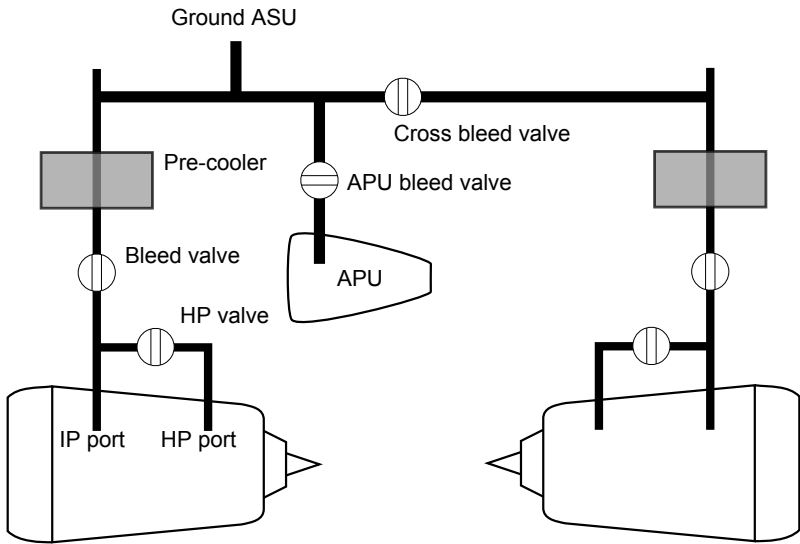 Ground ASU
Cross bleed valve
Pre-cooler
APU bleed valve
Bleed valve
APU
HP valve
IP port
HP port